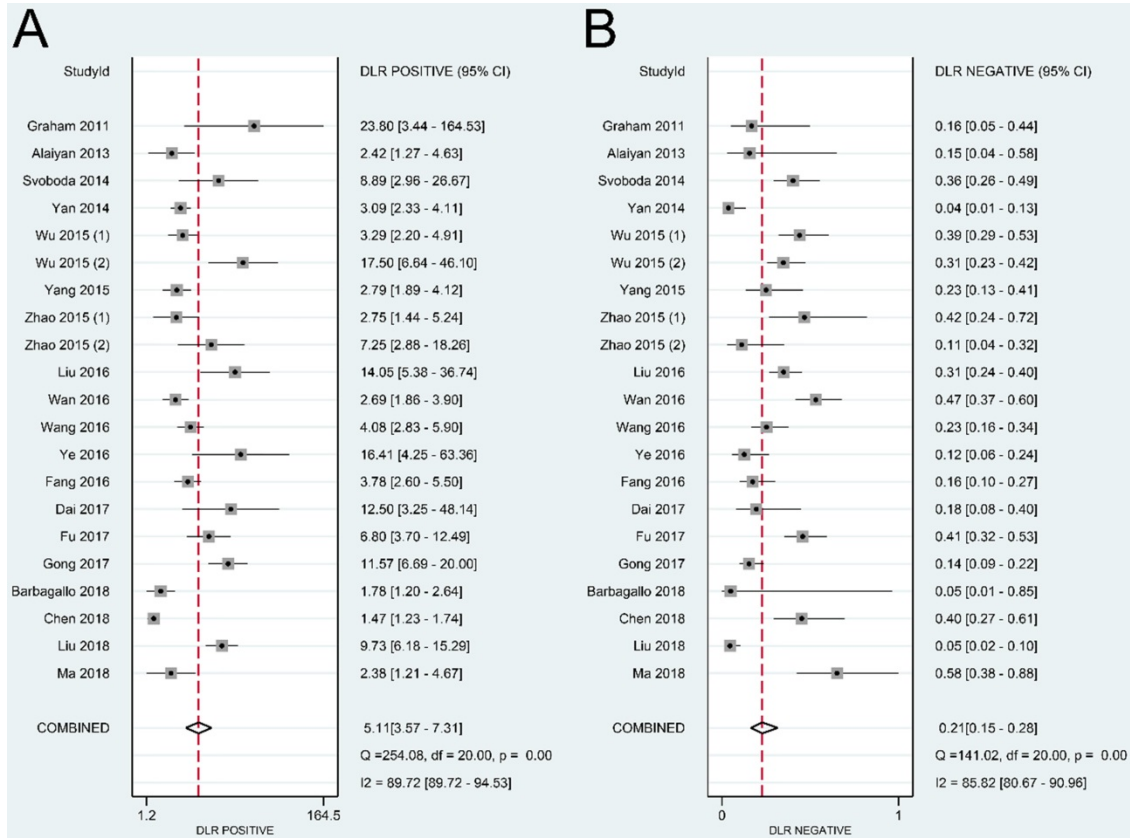 A
B
StudyId DLR POSITIVE (95% CI)
Graham 2011 23.80 [3.44 - 164.53]
Alaiyan 2013 2.42 [1.27 - 4.63]
Svoboda 2014 8.89 [2.96 - 26.67]
Yan 2014 3.09 [2.33 - 4.11]
Wu 2015 (1) 3.29 [2.20 - 4.91]
Wu 2015 (2) 17.50 [6.64 - 46.10]
Yang 2015 2.79 [1.89 - 4.12]
Zhao 2015 (1) 2.75 [1.44 - 5.24]
Zhao 2015 (2) 7.25 [2.88 - 18.26]
Liu 2016 14.05 [5.38 - 36.74]
Wan 2016 2.69 [1.86 - 3.90]
Wang 2016 4.08 [2.83 - 5.90]
Ye 2016 16.41 [4.25 - 63.36]
Fang 2016 3.78 [2.60 - 5.50]
Dai 2017 12.50 [3.25 - 48.14]
Fu 2017 6.80 [3.70 - 12.49]
Gong 2017 11.57 [6.69 - 20.00]
Barbagallo 2018 1.78 [1.20 - 2.64]
Chen 2018 1.47 [1.23 - 1.74]
Liu 2018 9.73 [6.18 - 15.29]
Ma 2018 2.38 [1.21 - 4.67]
COMBINED 5.11[3.57 - 7.31]
Q =254.08, df = 20.00, p = 0.00
I2 = 89.72 [89.72 - 94.53]
1.2 164.5
DLR POSITIVE
StudyId DLR NEGATIVE (95% CI)
Graham 2011 0.16 [0.05 - 0.44]
Alaiyan 2013 0.15 [0.04 - 0.58]
Svoboda 2014 0.36 [0.26 - 0.49]
Yan 2014 0.04 [0.01 - 0.13]
Wu 2015 (1) 0.39 [0.29 - 0.53]
Wu 2015 (2) 0.31 [0.23 - 0.42]
Yang 2015 0.23 [0.13 - 0.41]
Zhao 2015 (1) 0.42 [0.24 - 0.72]
Zhao 2015 (2) 0.11 [0.04 - 0.32]
Liu 2016 0.31 [0.24 - 0.40]
Wan 2016 0.47 [0.37 - 0.60]
Wang 2016 0.23 [0.16 - 0.34]
Ye 2016 0.12 [0.06 - 0.24]
Fang 2016 0.16 [0.10 - 0.27]
Dai 2017 0.18 [0.08 - 0.40]
Fu 2017 0.41 [0.32 - 0.53]
Gong 2017 0.14 [0.09 - 0.22]
Barbagallo 2018 0.05 [0.01 - 0.85]
Chen 2018 0.40 [0.27 - 0.61]
Liu 2018 0.05 [0.02 - 0.10]
Ma 2018 0.58 [0.38 - 0.88]
COMBINED 0.21[0.15 - 0.28]
Q =141.02, df = 20.00, p = 0.00
I2 = 85.82 [80.67 - 90.96]
0 1
DLR NEGATIVE